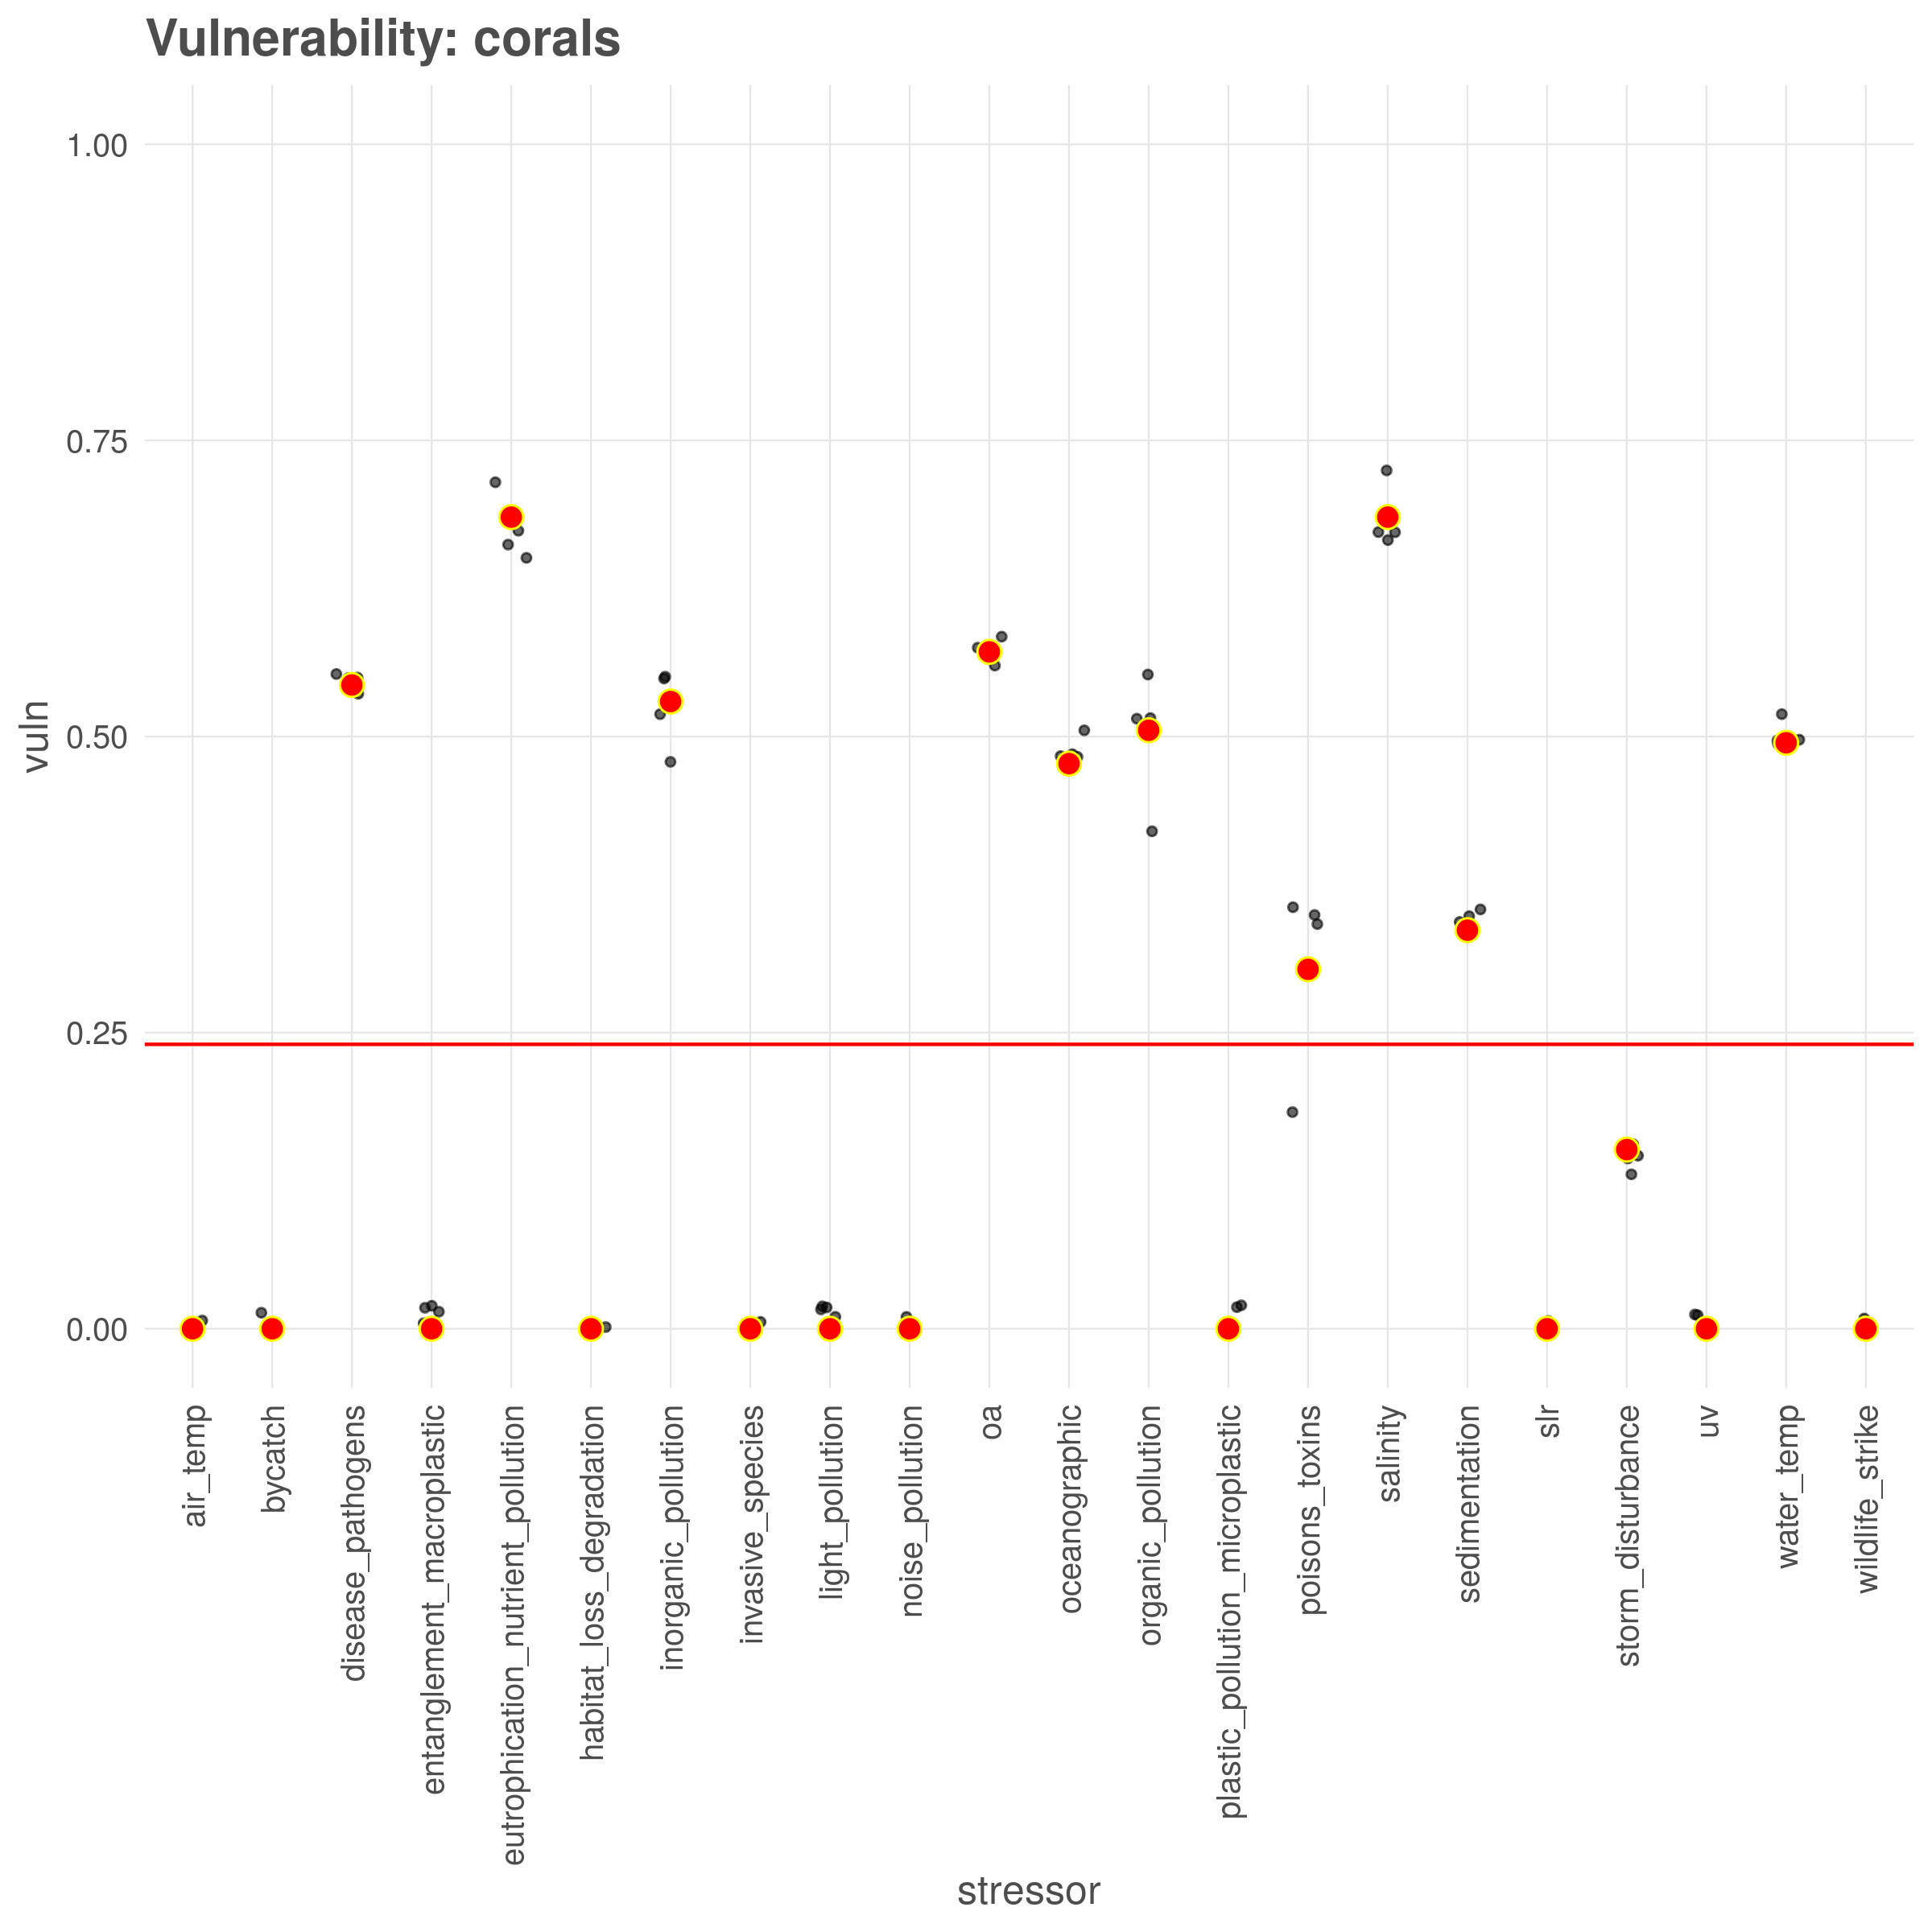 Vulnerability: corals
1.00
0.75
0.50
0.25
0.00
vuln
air_temp
bycatch
disease_pathogens
entanglement_macroplastic
eutrophication_nutrient_pollution
habitat_loss_degradation
inorganic_pollution
invasive_species
light_pollution
noise_pollution
oa
oceanographic
organic_pollution
plastic_pollution_microplastic
poisons_toxins
salinity
sedimentation
slr
storm_disturbance
uv
water_temp
wildlife_strike
stressor